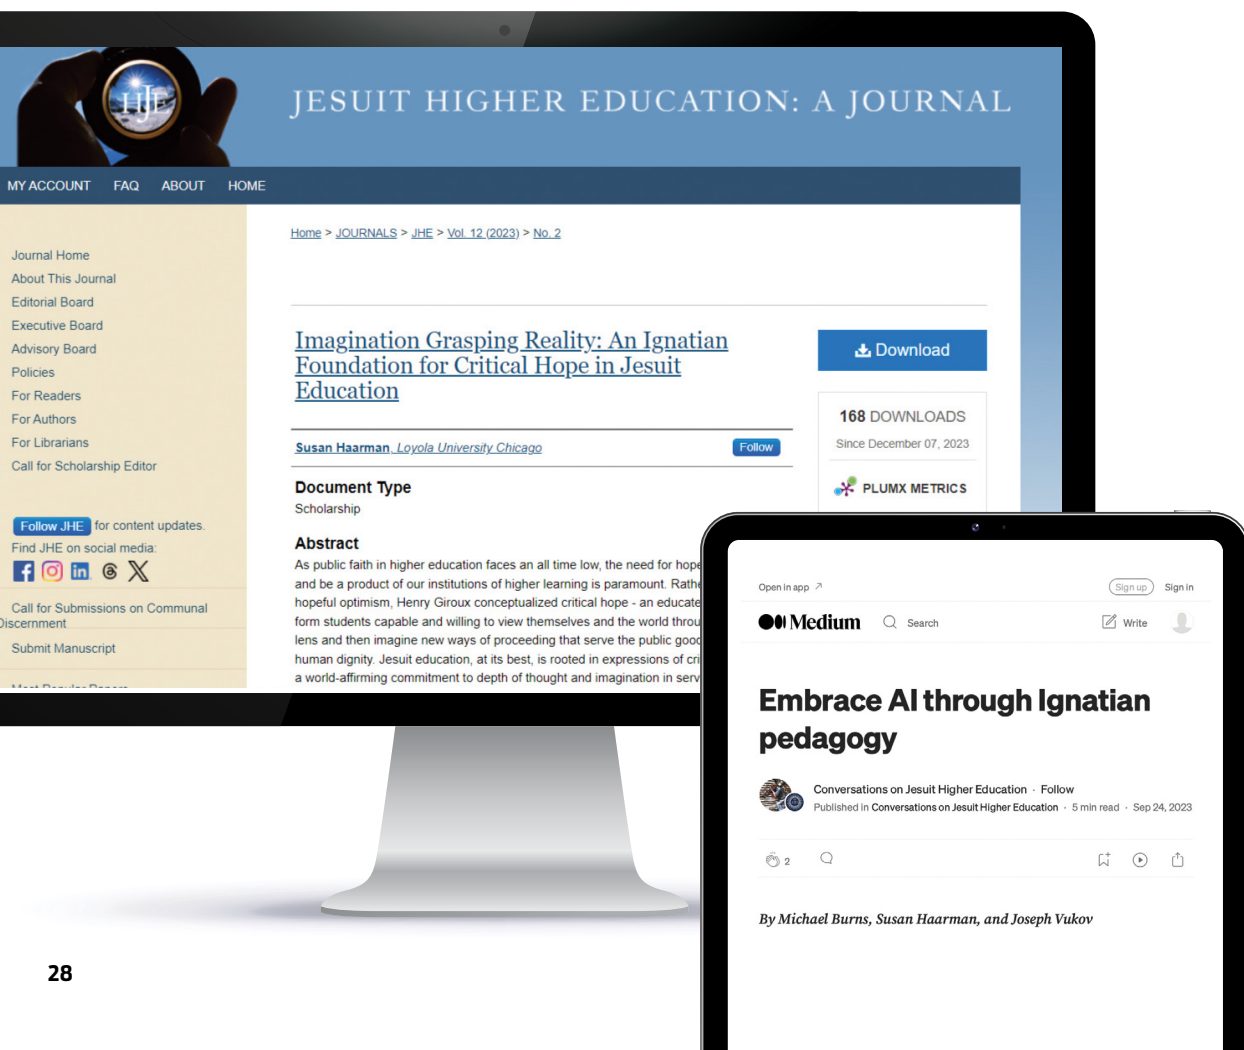 HJE
JESUIT HIGHER EDUCATION: A JOURNAL
MY ACCOUNT FAQ ABOUT HOME
Home > JOURNALS > JHE > Vol. 12 (2023) > No. 2
Journal Home
About This Journal
Editorial Board
Executive Board
Advisory Board
Policies
For Readers
For Authors
For Librarians
Call for Scholarship Editor
Follow JHE for content updates.
Find JHE on social media:
Call for Submissions on Communal
Discernment
Submit Manuscript
Most Popular Papers
Imagination Grasping Reality: An Ignatian
Foundation for Critical Hope in Jesuit
Education
Susan Haarman, Loyola University Chicago
Follow
Document Type
Scholarship
Abstract
As public faith in higher education faces an all time low, the need for hope
and be a product of our institutions of higher learning is paramount. Rathe
hopeful optimism, Henry Giroux conceptualized critical hope - an educate
form students capable and willing to view themselves and the world throu
lens and then imagine new ways of proceeding that serve the public good
human dignity. Jesuit education, at its best, is rooted in expressions of cri
a world-affirming commitment to depth of thought and imagination in serv
Download
168 DOWNLOADS
Since December 07, 2023
PLUMX METRICS
Open in app
Sign up Sign in
Medium Search
Write
Embrace AI through Ignatian
pedagogy
Conversations on Jesuit Higher Education · Follow
Published in Conversations on Jesuit Higher Education · 5 min read · Sep 24, 2023
2
By Michael Burns, Susan Haarman, and Joseph Vukov
28